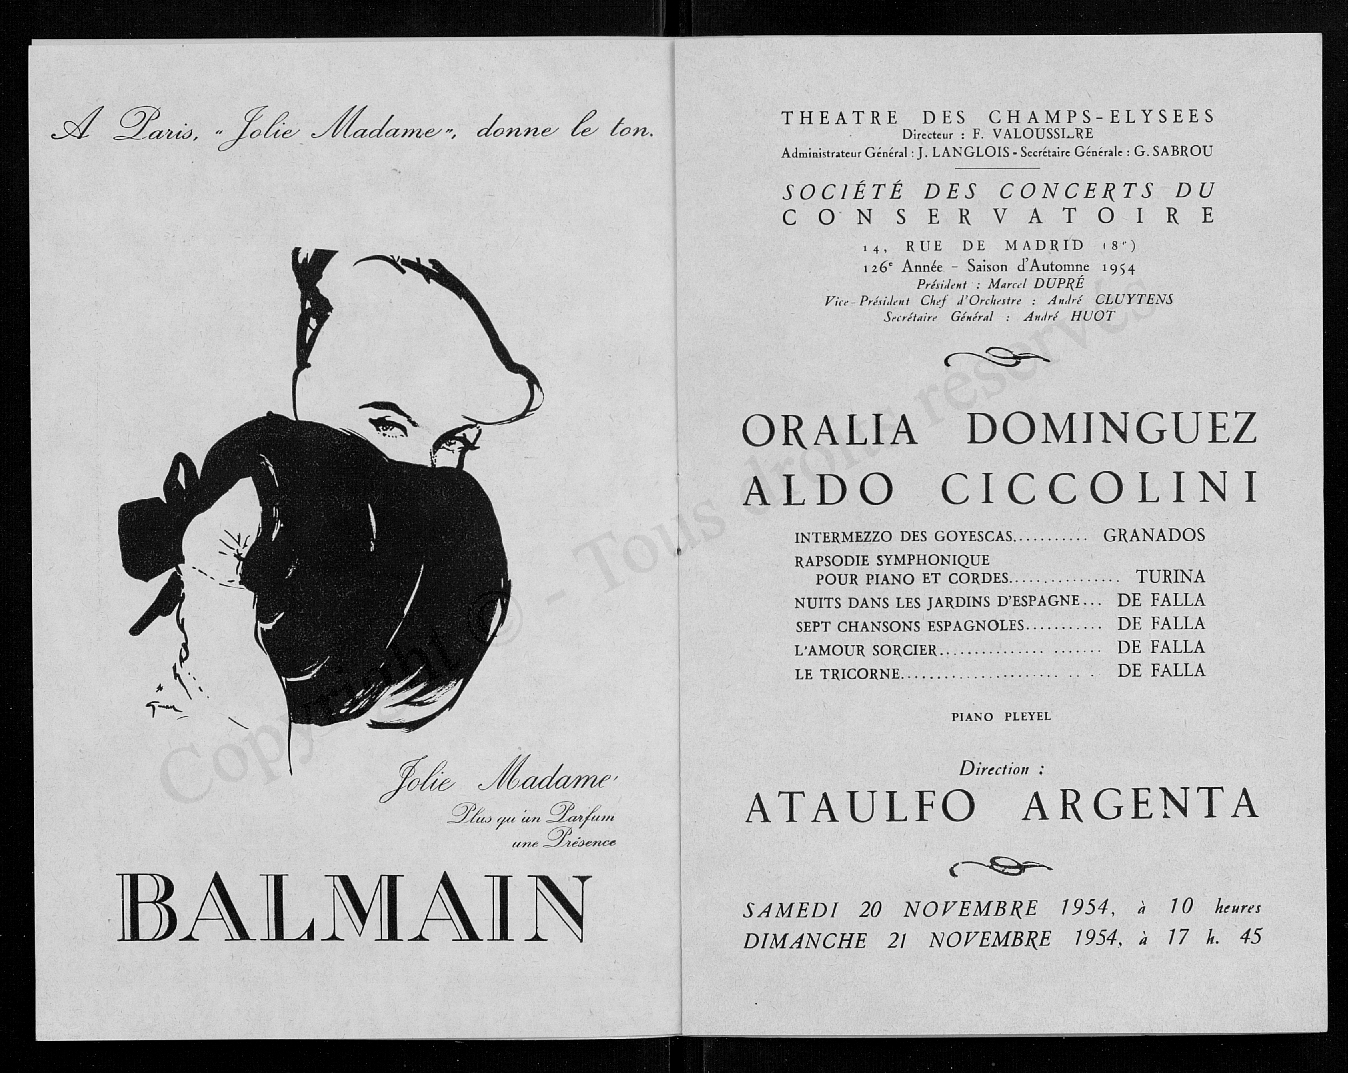 A Paris, "Jolie Madame", donne le ton.
Jolie Madame
Plus qu'un Parfum
une Présence
BALMAIN
THEATRE DES CHAMPS-ELYSEES
Directeur : F. VALOUSSIERE
Administrateur Général : J. LANGLOIS - Secrétaire Générale : G. SABROU
SOCIÉTÉ DES CONCERTS DU
CONSERVATOIRE
14, RUE DE MADRID (8e)
126e Année - Saison d'Automne 1954
Président : Marcel DUPRÉ
Vice-Président Chef d'Orchestre : André CLUYTENS
Secrétaire Général : André HUOT
ORALIA DOMINGUEZ
ALDO CICCOLINI
INTERMEZZO DES GOYESCAS.......... GRANADOS
RAPSODIE SYMPHONIQUE
POUR PIANO ET CORDES................ TURINA
NUITS DANS LES JARDINS D'ESPAGNE... DE FALLA
SEPT CHANSONS ESPAGNOLES........... DE FALLA
L'AMOUR SORCIER...................... DE FALLA
LE TRICORNE.......................... DE FALLA
PIANO PLEYEL
Direction :
ATAULFO ARGENTA
SAMEDI 20 NOVEMBRE 1954, à 10 heures
DIMANCHE 21 NOVEMBRE 1954, à 17 h. 45
Copyright © - Tous droits réservés